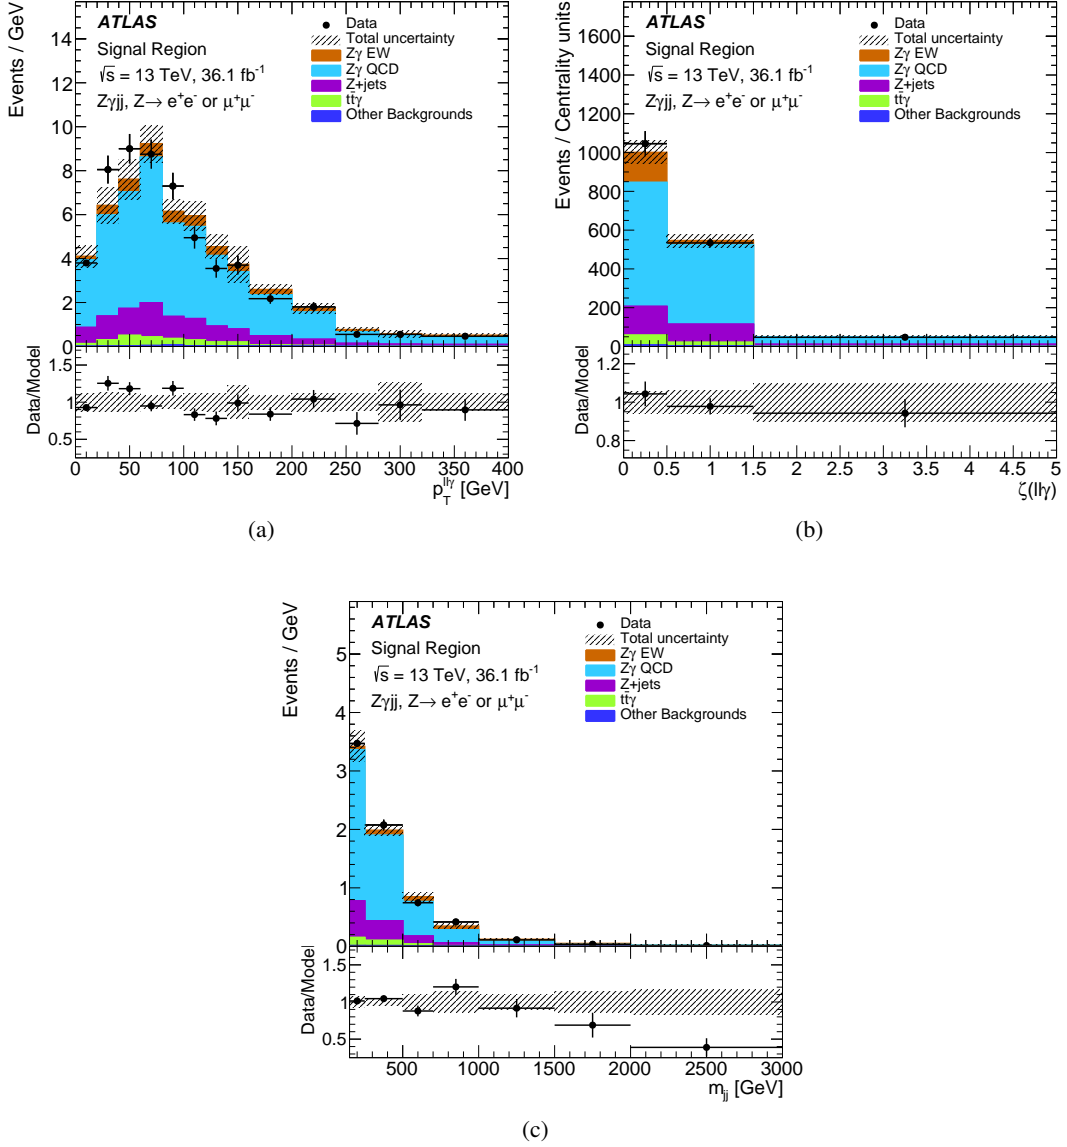 Events / GeV
14
12
10
8
6
4
2
0
ATLAS
Signal Region
√s = 13 TeV, 36.1 fb⁻¹
Zγjj, Z→ e⁺e⁻ or μ⁺μ⁻
Data
Total uncertainty
Zγ EW
Zγ QCD
Z+jets
tt̄γ
Other Backgrounds
Data/Model
1.5
1
0.5
0 50 100 150 200 250 300 350 400
p_T^{llγ} [GeV]
(a)
Events / Centrality units
1600
1400
1200
1000
800
600
400
200
0
ATLAS
Signal Region
√s = 13 TeV, 36.1 fb⁻¹
Zγjj, Z→ e⁺e⁻ or μ⁺μ⁻
Data
Total uncertainty
Zγ EW
Zγ QCD
Z+jets
tt̄γ
Other Backgrounds
Data/Model
1.2
1
0.8
0 0.5 1 1.5 2 2.5 3 3.5 4 4.5 5
ζ(llγ)
(b)
Events / GeV
5
4
3
2
1
0
ATLAS
Signal Region
√s = 13 TeV, 36.1 fb⁻¹
Zγjj, Z→ e⁺e⁻ or μ⁺μ⁻
Data
Total uncertainty
Zγ EW
Zγ QCD
Z+jets
tt̄γ
Other Backgrounds
Data/Model
1.5
1
0.5
500 1000 1500 2000 2500 3000
m_jj [GeV]
(c)